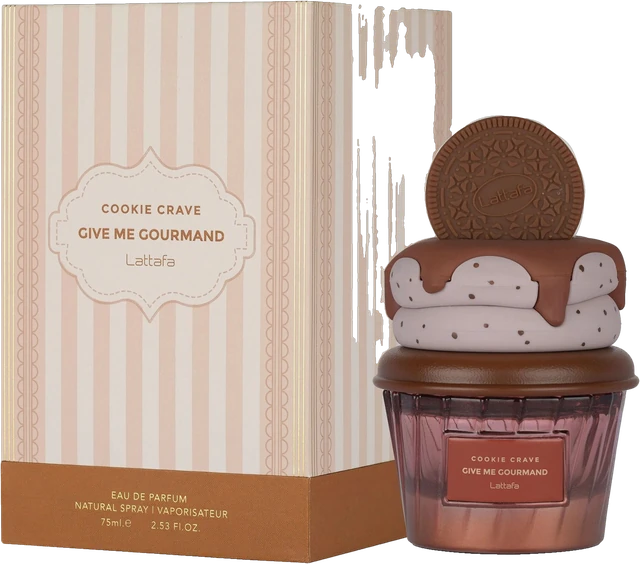 COOKIE CRAVE
GIVE ME GOURMAND
Lattafa
EAU DE PARFUM
NATURAL SPRAY | VAPORISATEUR
75ml.e 2.53 Fl.OZ.
Lattafa
COOKIE CRAVE
GIVE ME GOURMAND
Lattafa